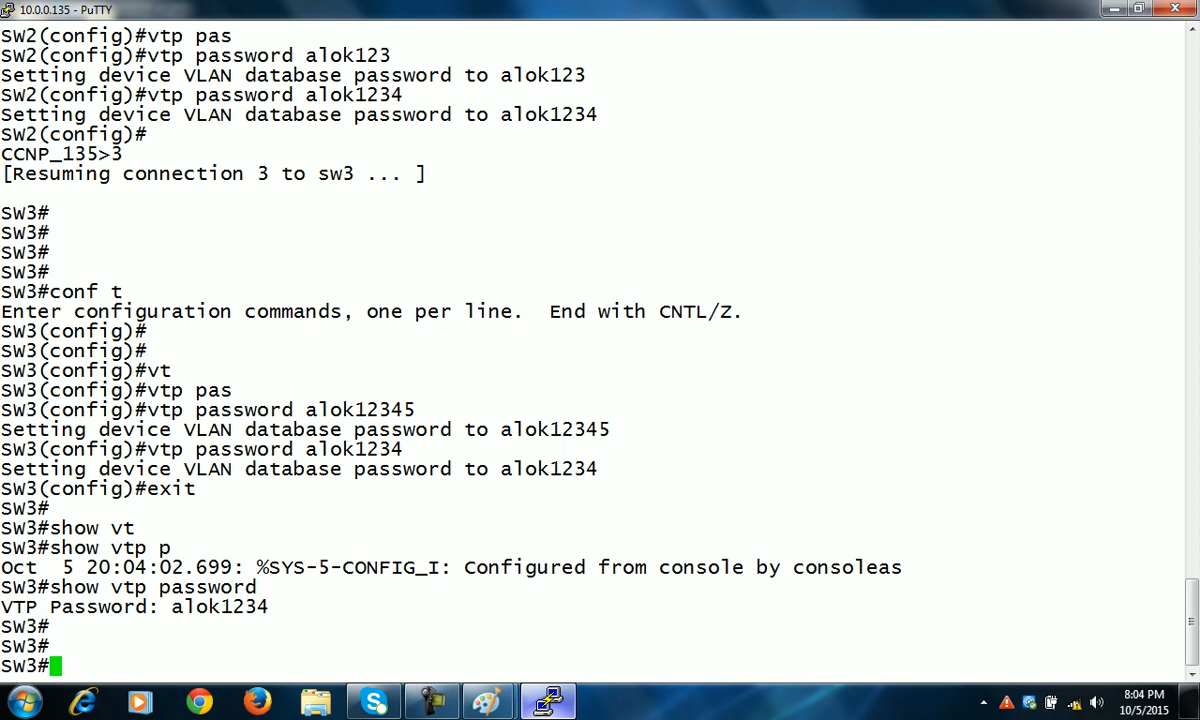 10.0.0.135 - PuTTY
SW2(config)#vtp pas
SW2(config)#vtp password alok123
Setting device VLAN database password to alok123
SW2(config)#vtp password alok1234
Setting device VLAN database password to alok1234
SW2(config)#
CCNP_135>3
[Resuming connection 3 to sw3 ... ]
SW3#
SW3#
SW3#
SW3#
SW3#conf t
Enter configuration commands, one per line.  End with CNTL/Z.
SW3(config)#
SW3(config)#
SW3(config)#vt
SW3(config)#vtp pas
SW3(config)#vtp password alok12345
Setting device VLAN database password to alok12345
SW3(config)#vtp password alok1234
Setting device VLAN database password to alok1234
SW3(config)#exit
SW3#
SW3#show vt
SW3#show vtp p
Oct  5 20:04:02.699: %SYS-5-CONFIG_I: Configured from console by consoleas
SW3#show vtp password
VTP Password: alok1234
SW3#
SW3#
SW3#
8:04 PM
10/5/2015